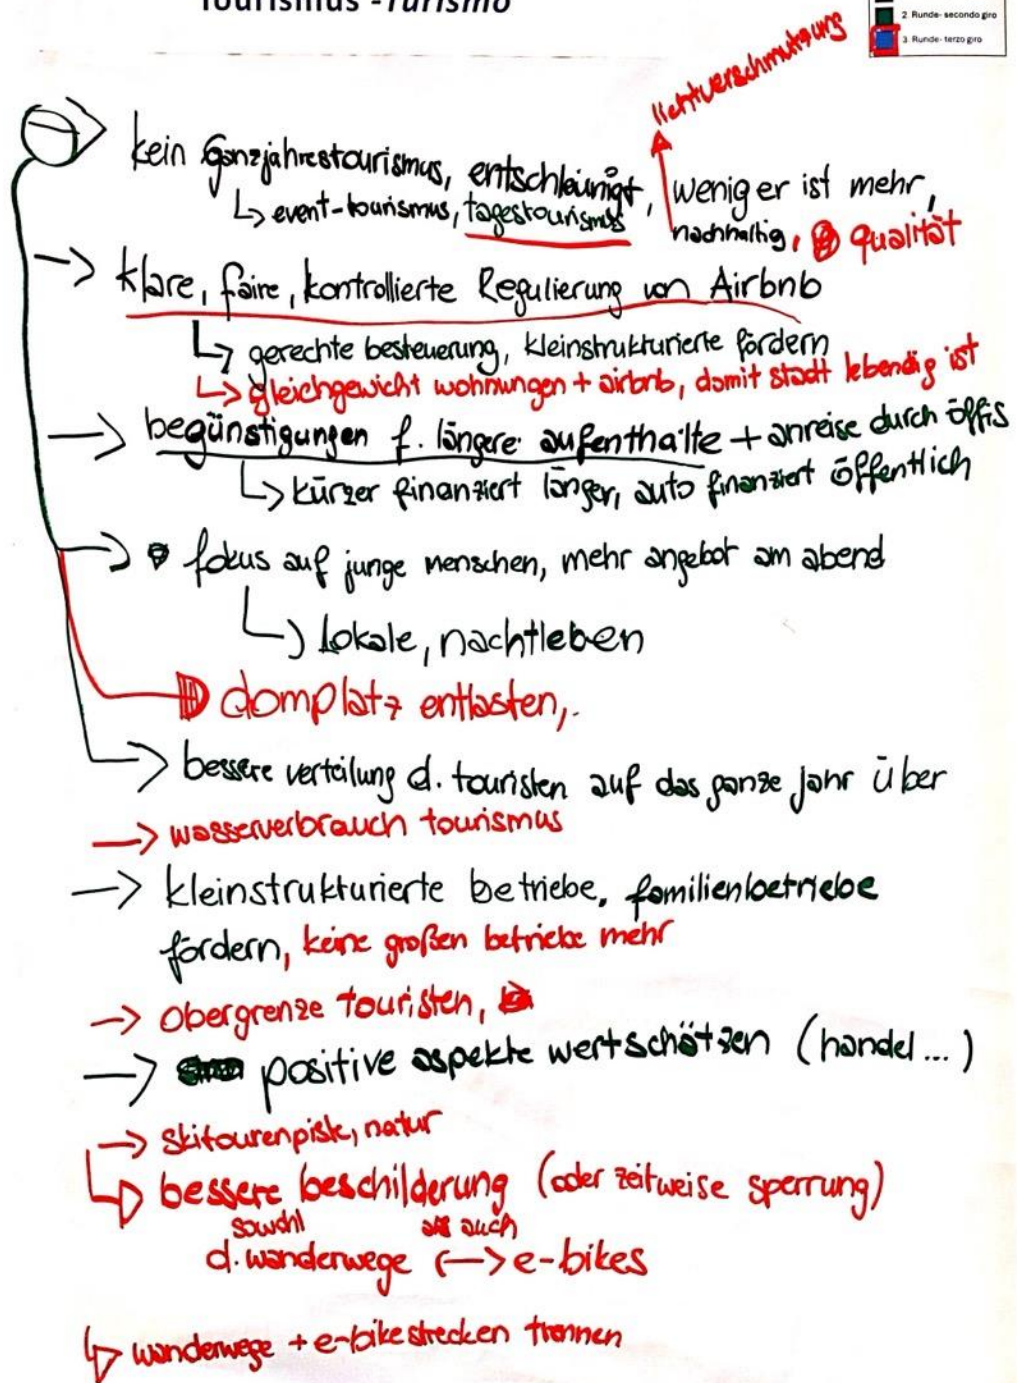 Tourismus - Turismo
2. Runde- secondo giro
3. Runde- terzo giro
lichtverschmutzung
kein ganzjahrestourismus, entschleunigt, weniger ist mehr,
↳ event-tourismus, tagestourismus
nachhaltig, qualität
→ klare, faire, kontrollierte Regulierung von Airbnb
↳ gerechte besteuerung, kleinstrukturierte fördern
↳ gleichgewicht wohnungen + airbnb, damit stadt lebendig ist
→ begünstigungen f. längere aufenthalte + anreise durch öffis
↳ kürzer finanziert länger, auto finanziert öffentlich
→ fokus auf junge menschen, mehr angebot am abend
↳ lokale, nachtleben
domplatz entlasten,
→ bessere verteilung d. touristen auf das ganze jahr über
→ wasserverbrauch tourismus
→ kleinstrukturierte betriebe, familienbetriebe
fördern, keine großen betriebe mehr
→ obergrenze touristen,
→ positive aspekte wertschätzen (handel...)
→ skitourenpiste, natur
↳ bessere beschilderung (oder zeitweise sperrung)
sowohl als auch
d. wanderwege ⟷ e-bikes
↳ wanderwege + e-bikestrecken trennen